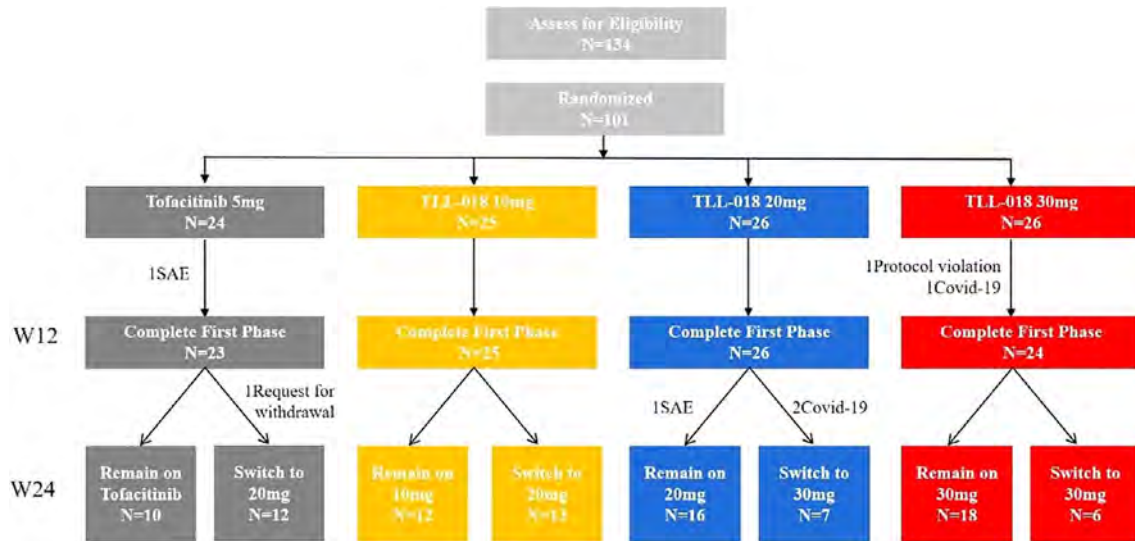 Assess for Eligibility
N=134
Randomized
N=101
Tofacitinib 5mg
N=24
TLL-018 10mg
N=25
TLL-018 20mg
N=26
TLL-018 30mg
N=26
1SAE
1Protocol violation
1Covid-19
W12
Complete First Phase
N=23
Complete First Phase
N=25
Complete First Phase
N=26
Complete First Phase
N=24
1Request for
withdrawal
1SAE
2Covid-19
W24
Remain on
Tofacitinib
N=10
Switch to
20mg
N=12
Remain on
10mg
N=12
Switch to
20mg
N=13
Remain on
20mg
N=16
Switch to
30mg
N=7
Remain on
30mg
N=18
Switch to
30mg
N=6